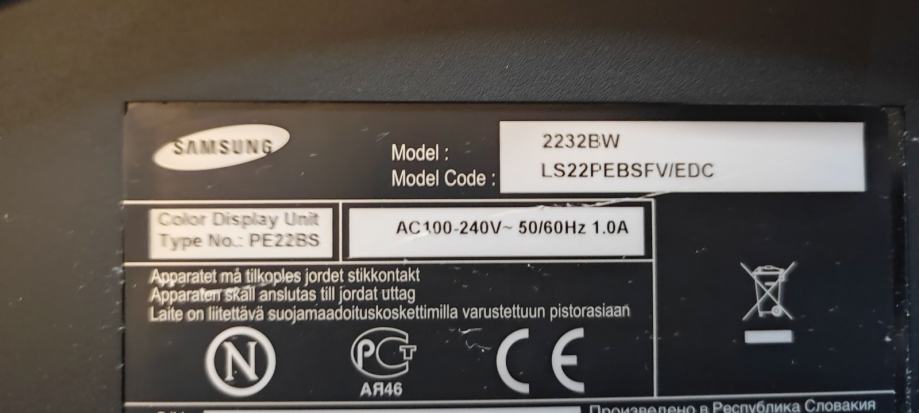 SAMSUNG
Model : 2232BW
Model Code : LS22PEBSFV/EDC
Color Display Unit
Type No.: PE22BS
AC100-240V~ 50/60Hz 1.0A
Apparatet må tilkoples jordet stikkontakt
Apparaten skall anslutas till jordat uttag
Laite on liitettävä suojamaadoituskoskettimilla varustettuun pistorasiaan
N
РСТ
АЯ46
CE
Произведено в Республика Словакия